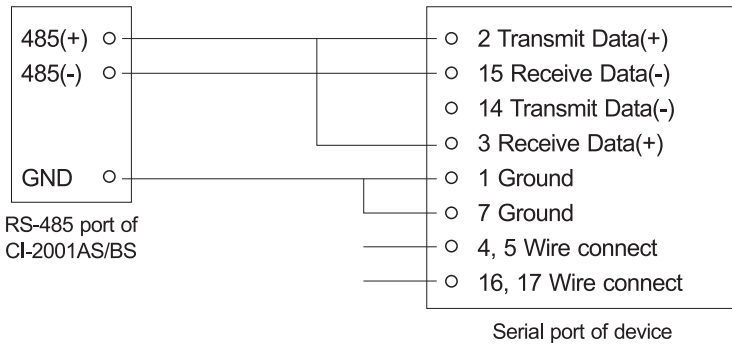 485(+)
485(-)
GND
RS-485 port of
CI-2001AS/BS
2 Transmit Data(+)
15 Receive Data(-)
14 Transmit Data(-)
3 Receive Data(+)
1 Ground
7 Ground
4, 5 Wire connect
16, 17 Wire connect
Serial port of device